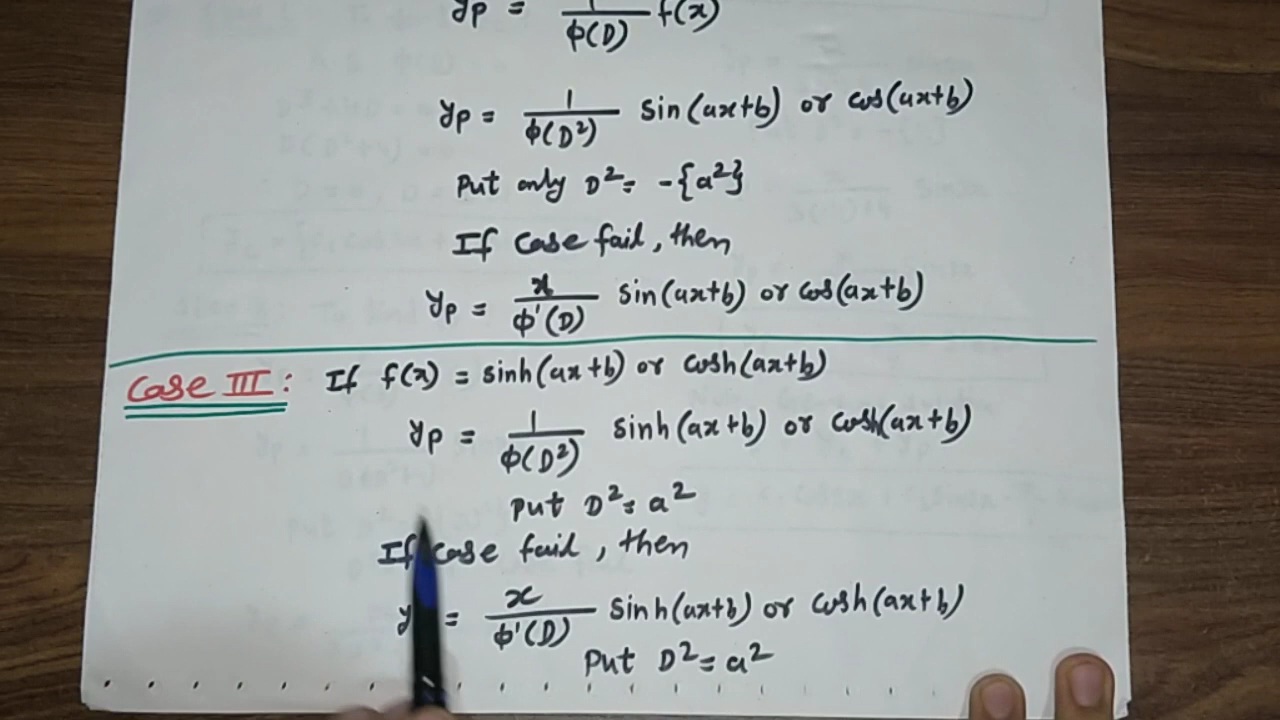 yp = 1/ϕ(D) f(x)
yp = 1/ϕ(D²) sin(ax+b) or cos(ax+b)
Put only D² = -{a²}
If Case fail, then
yp = x/ϕ'(D) sin(ax+b) or cos(ax+b)
Case III : If f(x) = sinh(ax+b) or cosh(ax+b)
yp = 1/ϕ(D²) sinh(ax+b) or cosh(ax+b)
Put D² = a²
If case fail, then
y = x/ϕ'(D) sinh(ax+b) or cosh(ax+b)
Put D² = a²